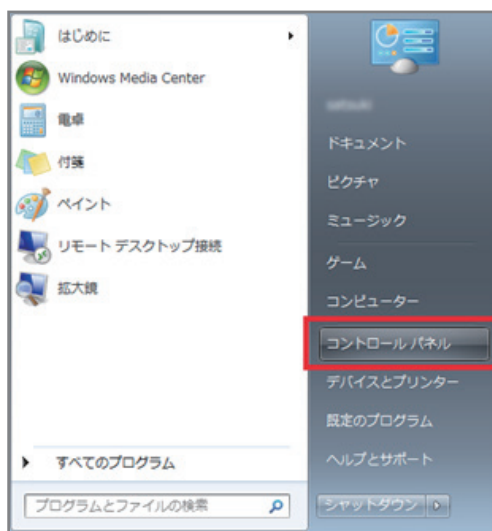 はじめに
Windows Media Center
電卓
付箋
ペイント
リモート デスクトップ接続
拡大鏡
すべてのプログラム
プログラムとファイルの検索
ドキュメント
ピクチャ
ミュージック
ゲーム
コンピューター
コントロール パネル
デバイスとプリンター
既定のプログラム
ヘルプとサポート
シャットダウン